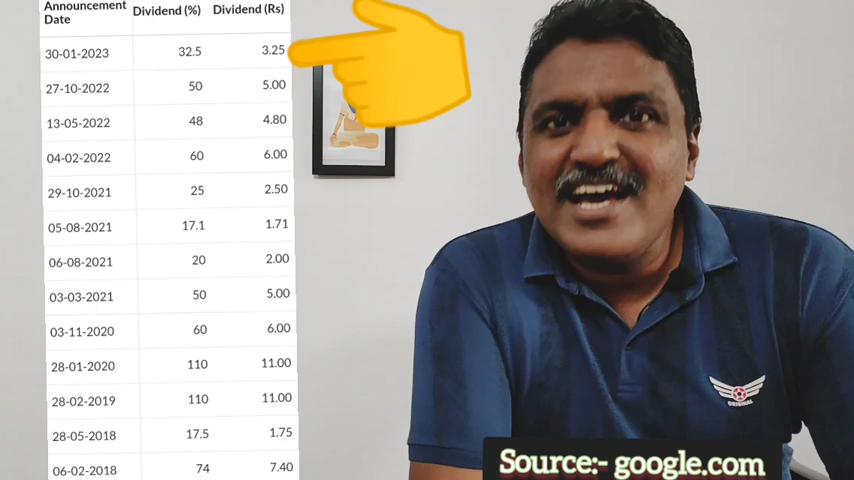 Announcement Date Dividend (%) Dividend (Rs)
30-01-2023 32.5 3.25
27-10-2022 50 5.00
13-05-2022 48 4.80
04-02-2022 60 6.00
29-10-2021 25 2.50
05-08-2021 17.1 1.71
06-08-2021 20 2.00
03-03-2021 50 5.00
03-11-2020 60 6.00
28-01-2020 110 11.00
28-02-2019 110 11.00
28-05-2018 17.5 1.75
06-02-2018 74 7.40
ORIGINAL
Source:- google.com